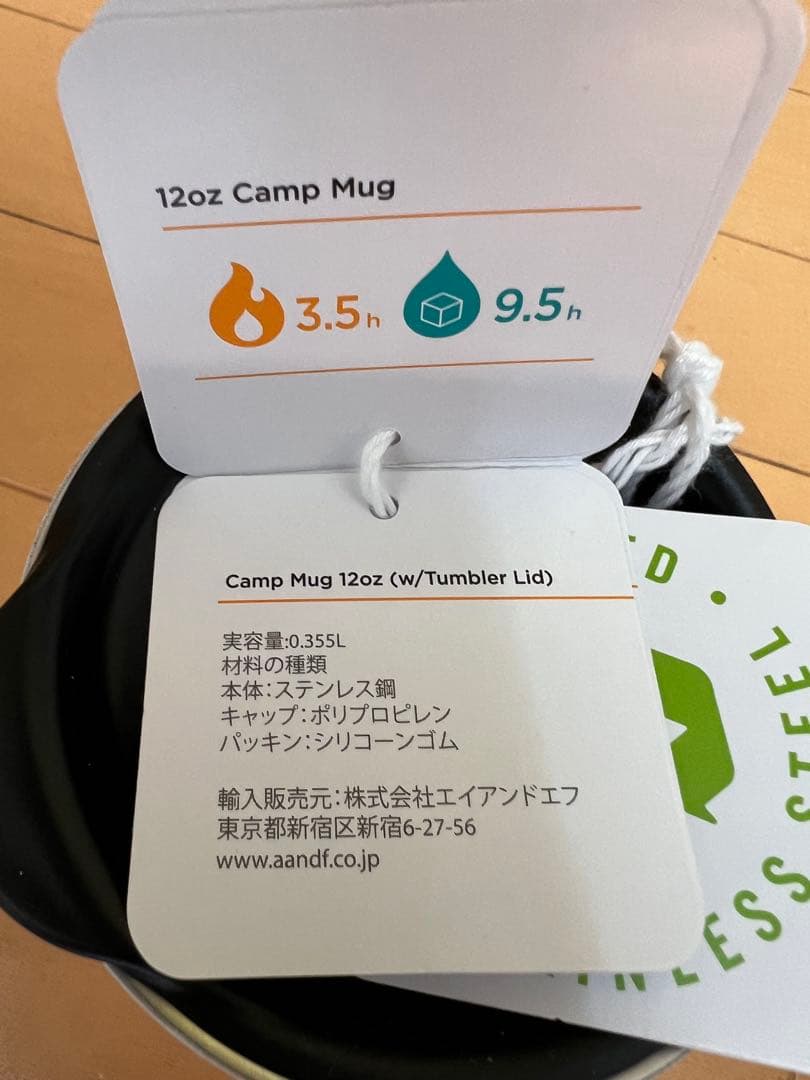 12oz Camp Mug
3.5h
9.5h
Camp Mug 12oz (w/Tumbler Lid)
実容量:0.355L
材料の種類
本体:ステンレス鋼
キャップ:ポリプロピレン
パッキン:シリコーンゴム
輸入販売元:株式会社エイアンドエフ
東京都新宿区新宿6-27-56
www.aandf.co.jp
STEEL